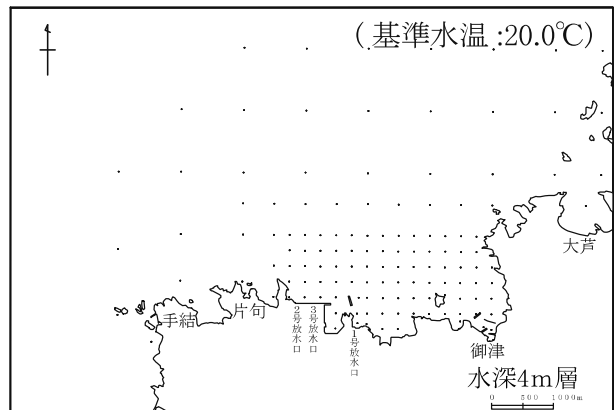 (基準水温:20.0℃)
大芦
手結
片句
2号放水口
3号放水口
1号放水口
御津
水深4m層
0 500 1000m